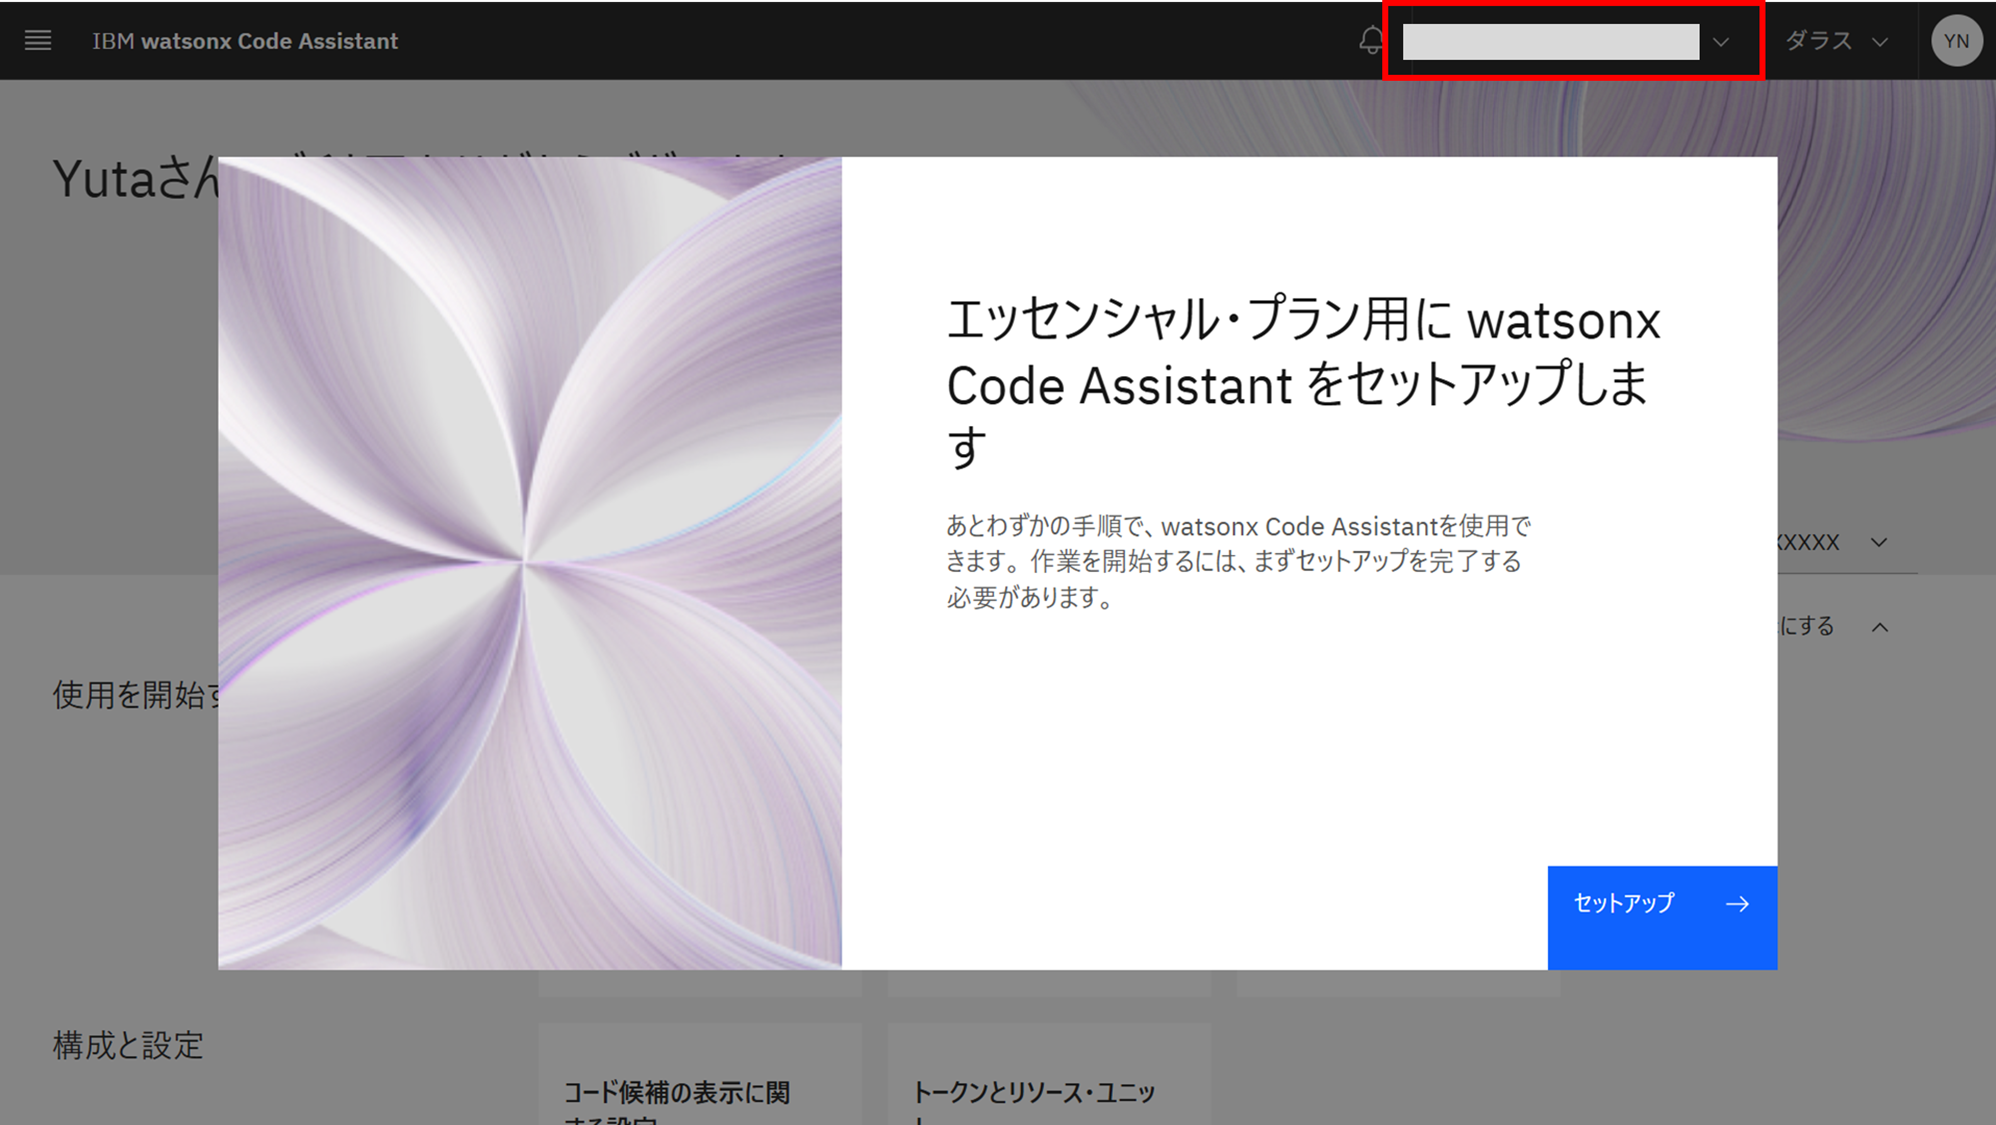 IBM watsonx Code Assistant
ダラス
YN
Yutaさん
エッセンシャル・プラン用に watsonx
Code Assistant をセットアップしま
す
あとわずかの手順で、watsonx Code Assistantを使用で
きます。作業を開始するには、まずセットアップを完了する
必要があります。
XXXXX
にする
使用を開始す
セットアップ
構成と設定
コード候補の表示に関
する設定
トークンとリソース・ユニッ
ト